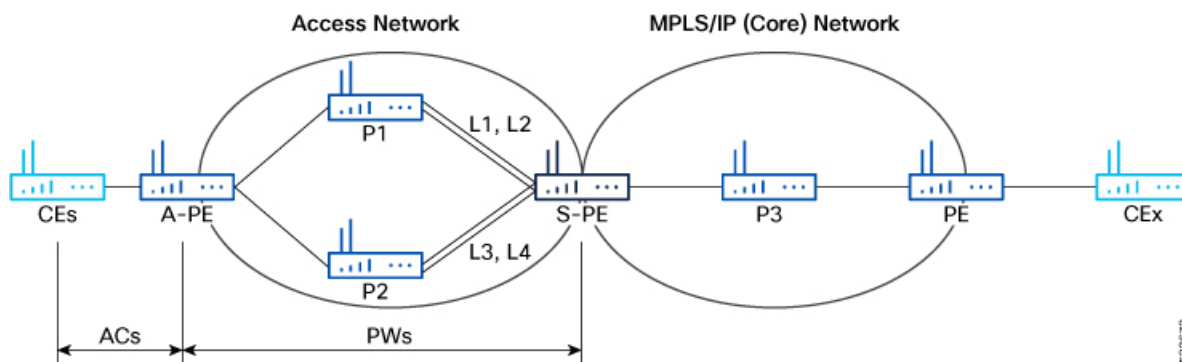 Access Network
MPLS/IP (Core) Network
P1
L1, L2
CEs
A-PE
S-PE
P3
PE
CEx
L3, L4
P2
ACs
PWs